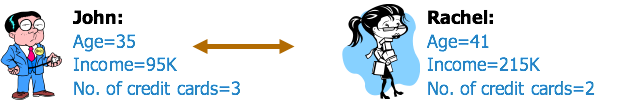 John:
Age=35
Income=95K
No. of credit cards=3
Rachel:
Age=41
Income=215K
No. of credit cards=2